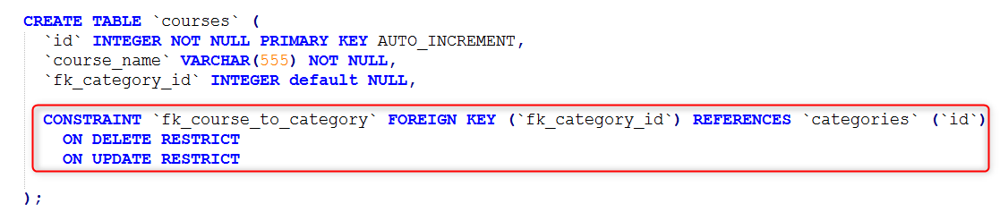 CREATE TABLE `courses` (
`id` INTEGER NOT NULL PRIMARY KEY AUTO_INCREMENT,
`course_name` VARCHAR(555) NOT NULL,
`fk_category_id` INTEGER default NULL,
CONSTRAINT `fk_course_to_category` FOREIGN KEY (`fk_category_id`) REFERENCES `categories` (`id`)
ON DELETE RESTRICT
ON UPDATE RESTRICT
);